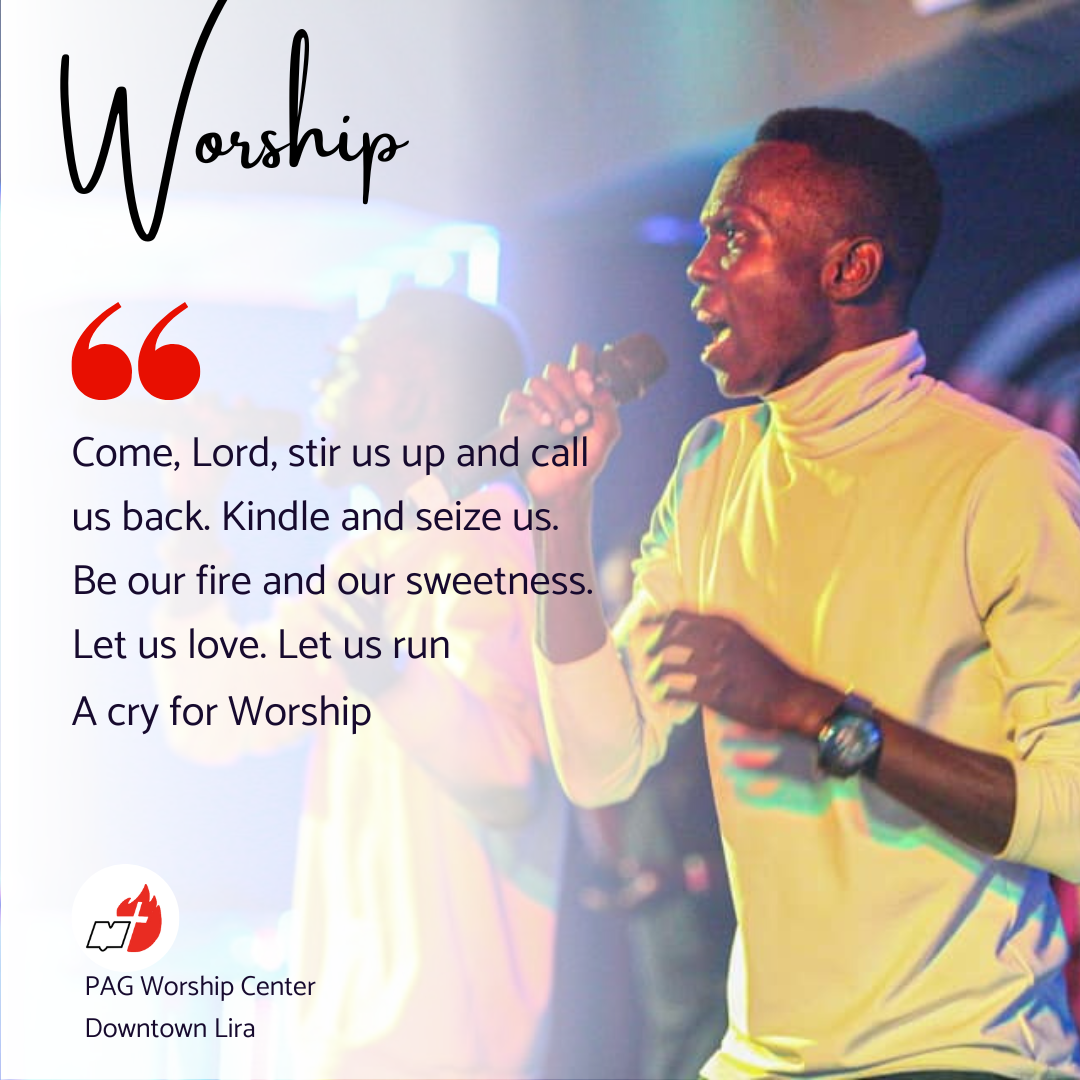 Worship
“
Come, Lord, stir us up and call
us back. Kindle and seize us.
Be our fire and our sweetness.
Let us love. Let us run
A cry for Worship
PAG Worship Center
Downtown Lira